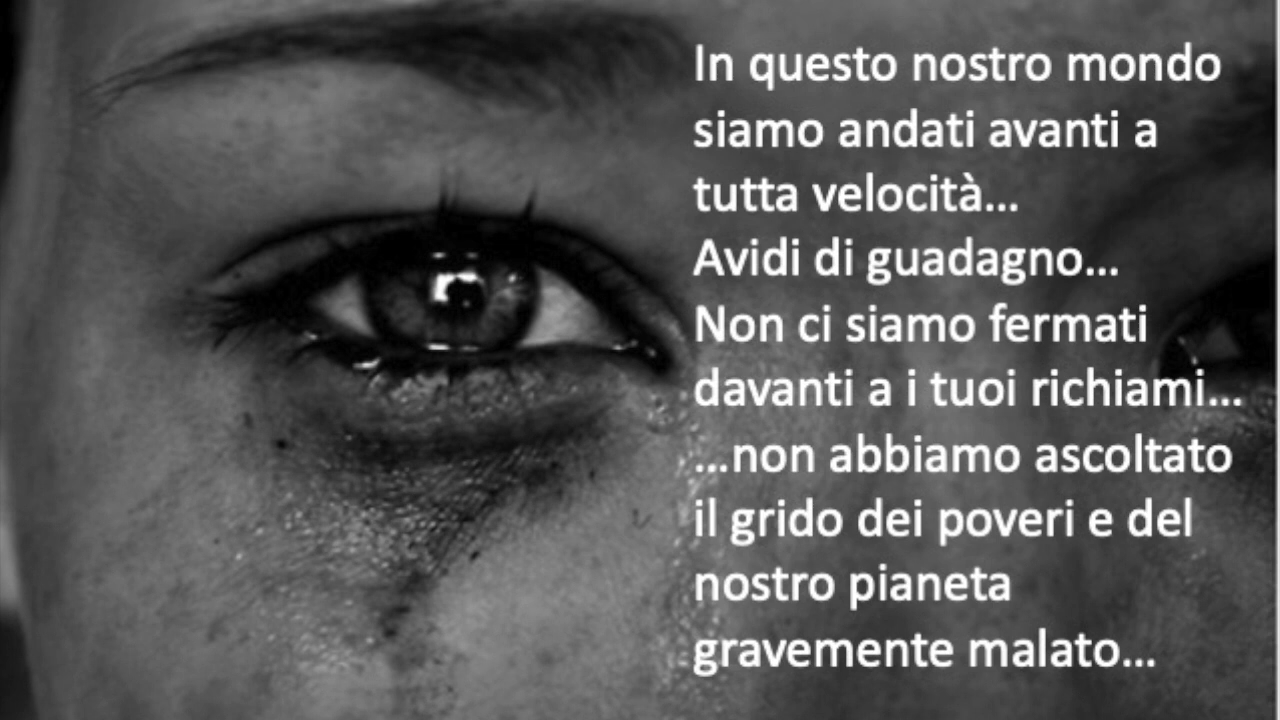 In questo nostro mondo
siamo andati avanti a
tutta velocità...
Avidi di guadagno...
Non ci siamo fermati
davanti a i tuoi richiami...
...non abbiamo ascoltato
il grido dei poveri e del
nostro pianeta
gravemente malato...